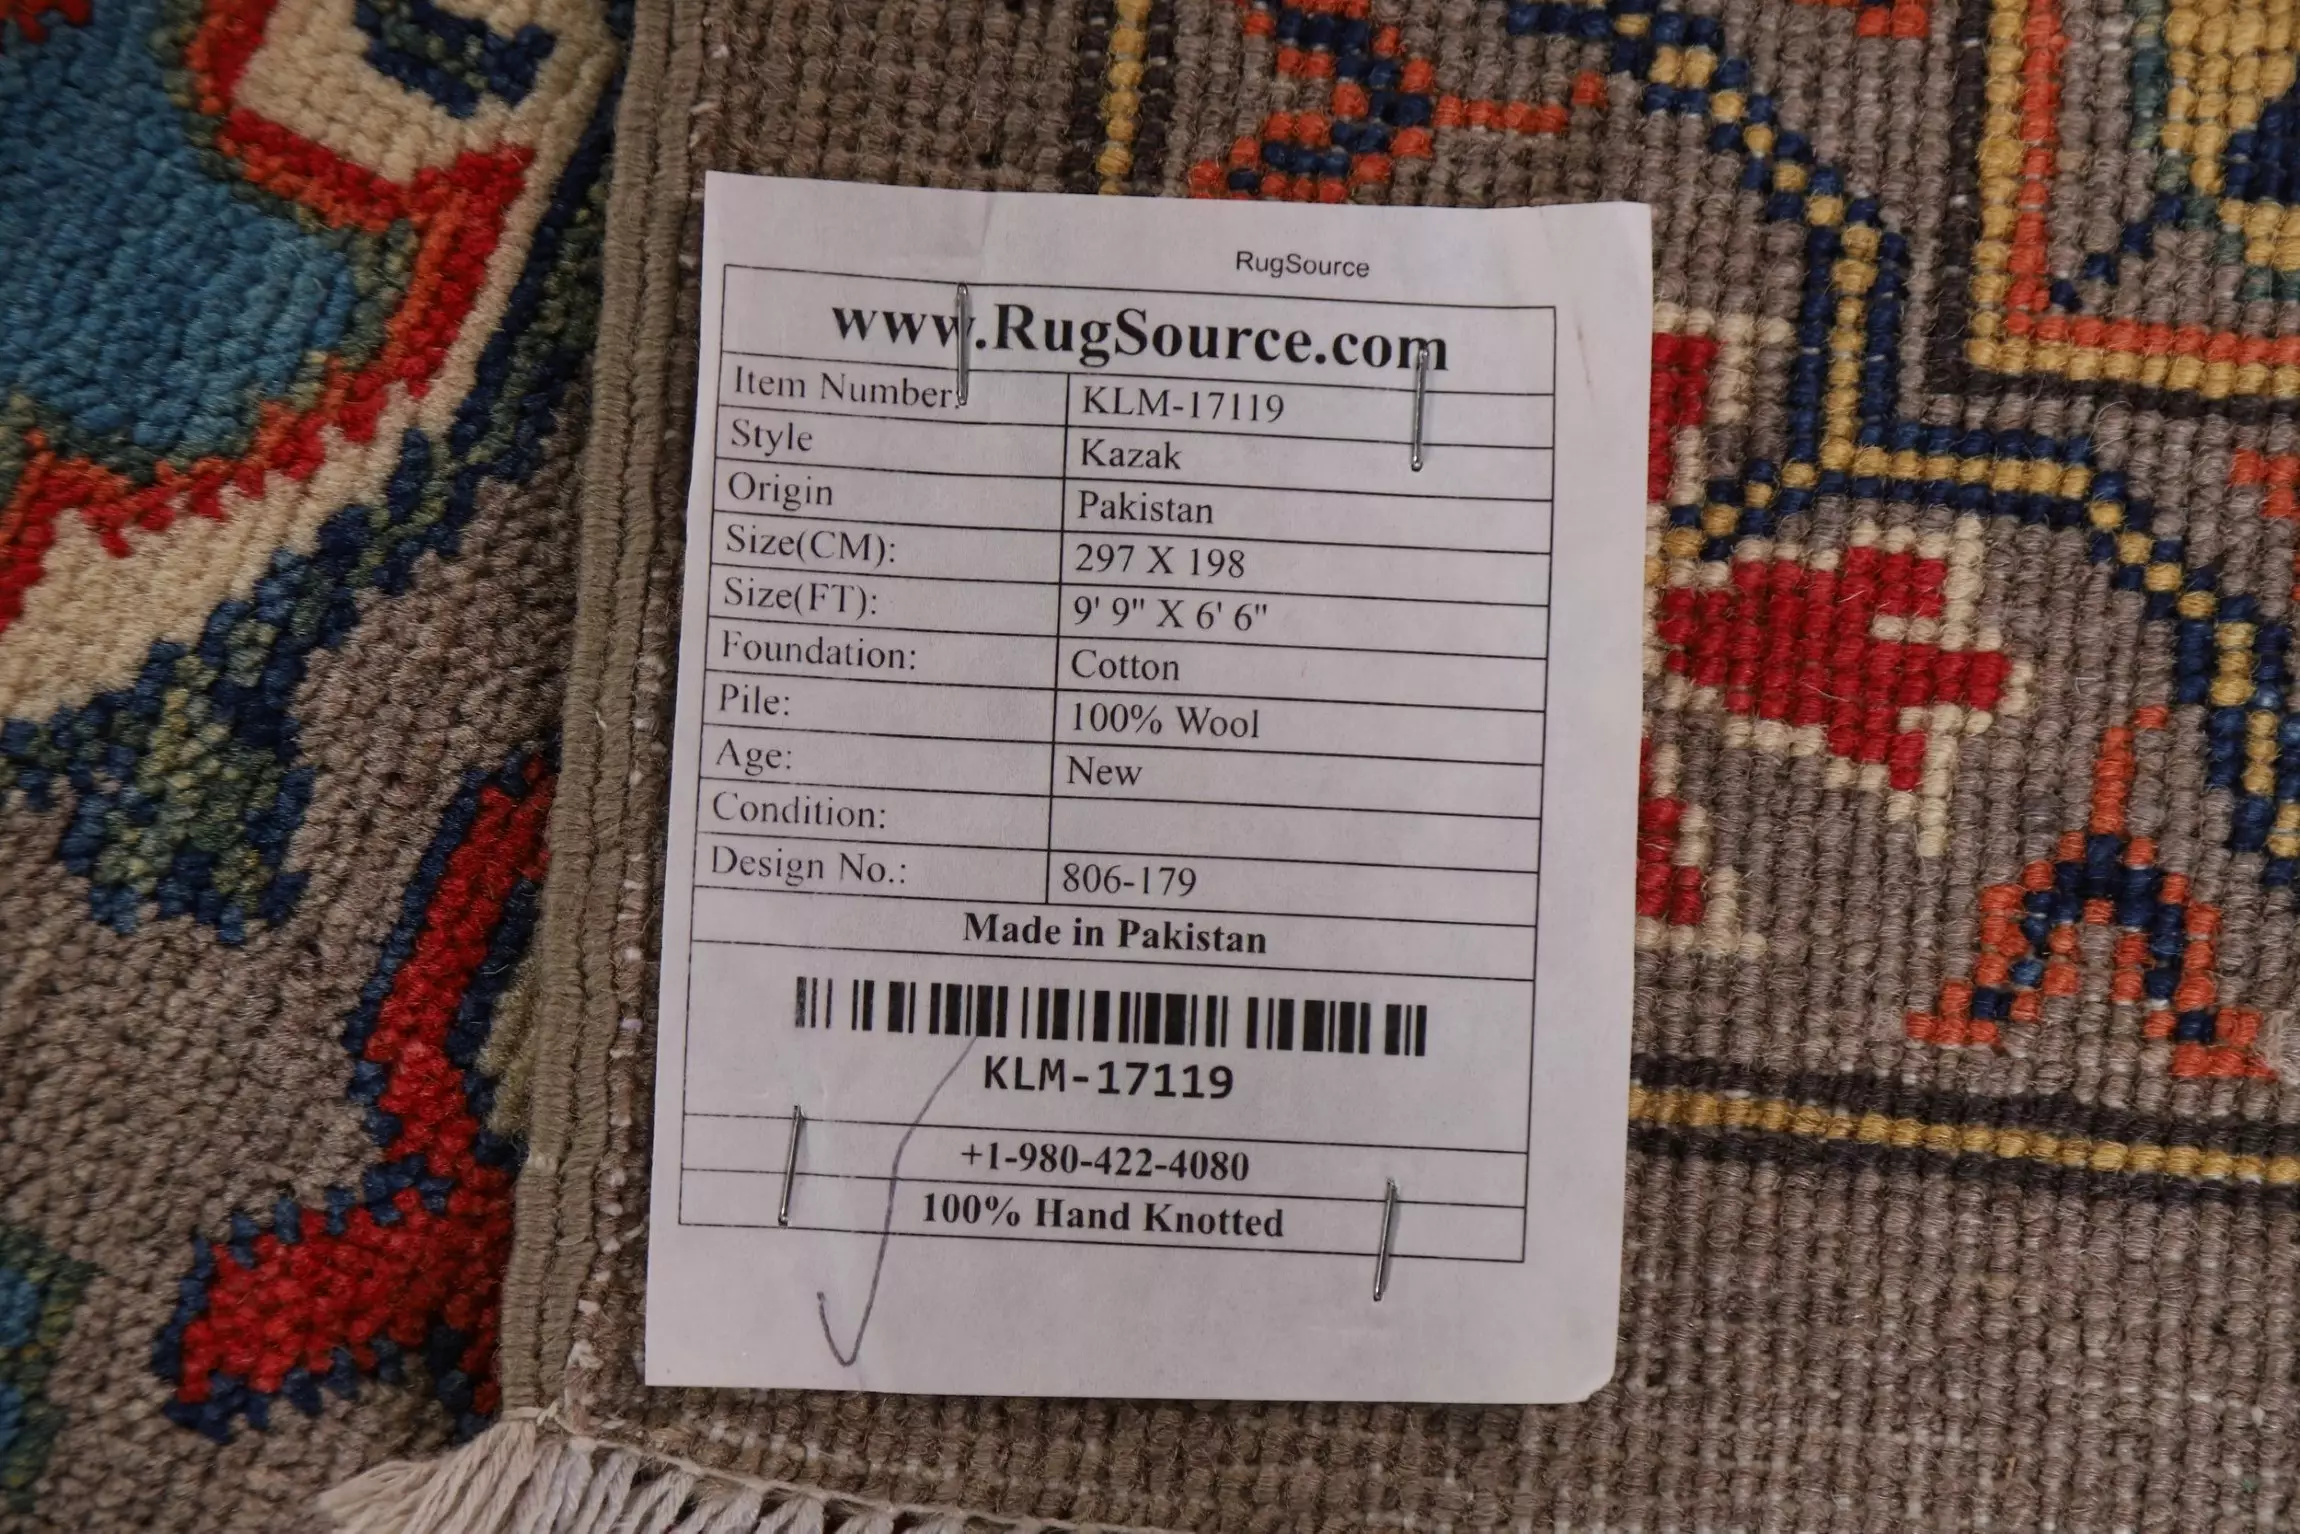 RugSource
www.RugSource.com
Item Number: KLM-17119
Style Kazak
Origin Pakistan
Size(CM): 297 X 198
Size(FT): 9' 9" X 6' 6"
Foundation: Cotton
Pile: 100% Wool
Age: New
Condition:
Design No.: 806-179
Made in Pakistan
KLM-17119
+1-980-422-4080
100% Hand Knotted